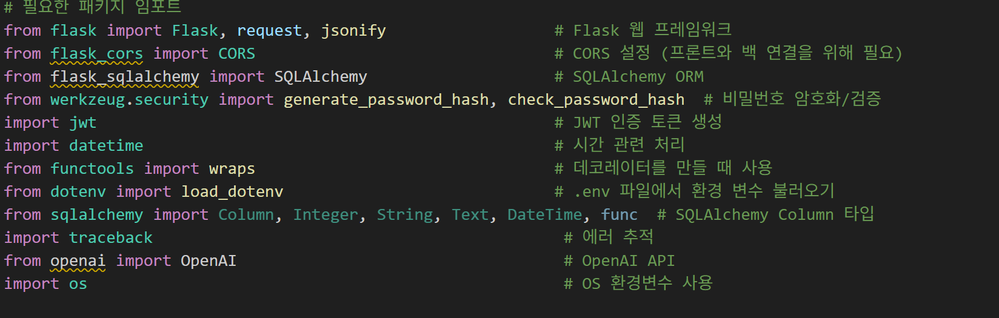 # 필요한 패키지 임포트
from flask import Flask, request, jsonify                  # Flask 웹 프레임워크
from flask_cors import CORS                                # CORS 설정 (프론트와 백 연결을 위해 필요)
from flask_sqlalchemy import SQLAlchemy                    # SQLAlchemy ORM
from werkzeug.security import generate_password_hash, check_password_hash  # 비밀번호 암호화/검증
import jwt                                                 # JWT 인증 토큰 생성
import datetime                                            # 시간 관련 처리
from functools import wraps                                # 데코레이터를 만들 때 사용
from dotenv import load_dotenv                             # .env 파일에서 환경 변수 불러오기
from sqlalchemy import Column, Integer, String, Text, DateTime, func  # SQLAlchemy Column 타입
import traceback                                            # 에러 추적
from openai import OpenAI                                   # OpenAI API
import os                                                   # OS 환경변수 사용